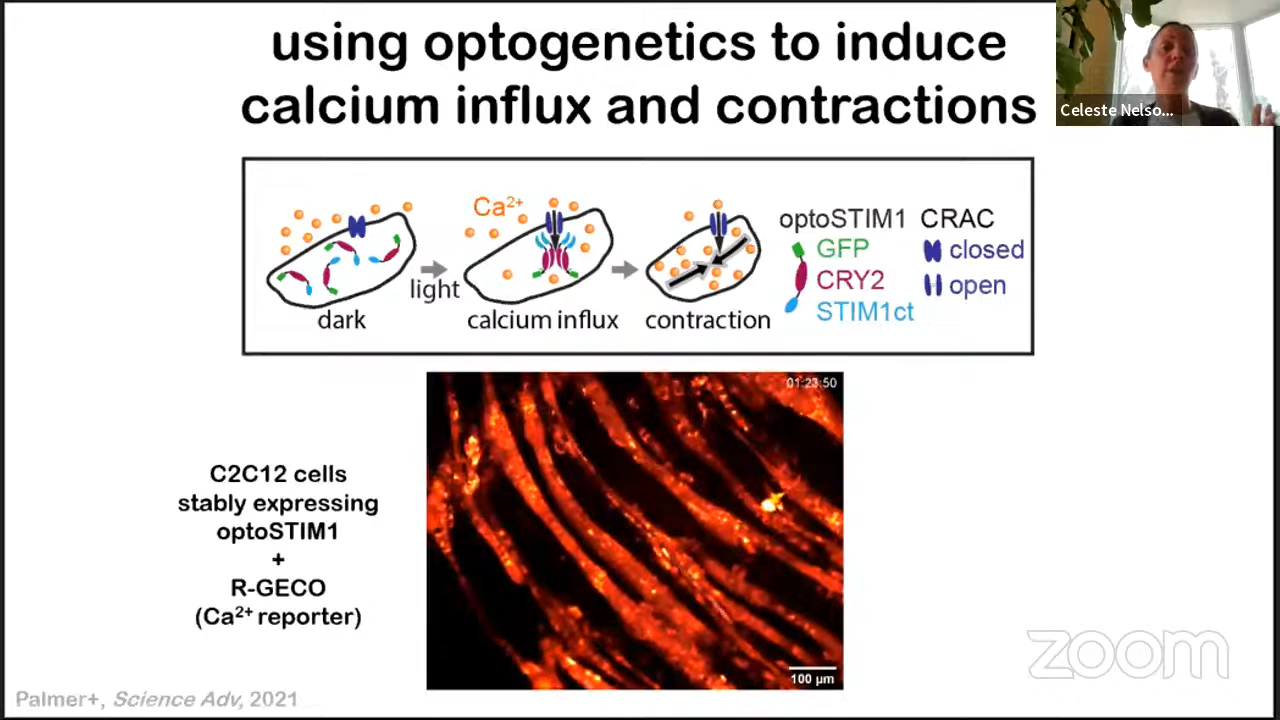 using optogenetics to induce
calcium influx and contractions
Celeste Nelso...
Ca²⁺
light
dark
calcium influx
contraction
optoSTIM1
GFP
CRY2
STIM1ct
CRAC
closed
open
01:23:50
C2C12 cells
stably expressing
optoSTIM1
+
R-GECO
(Ca²⁺ reporter)
100 µm
zoom
Palmer+, Science Adv, 2021